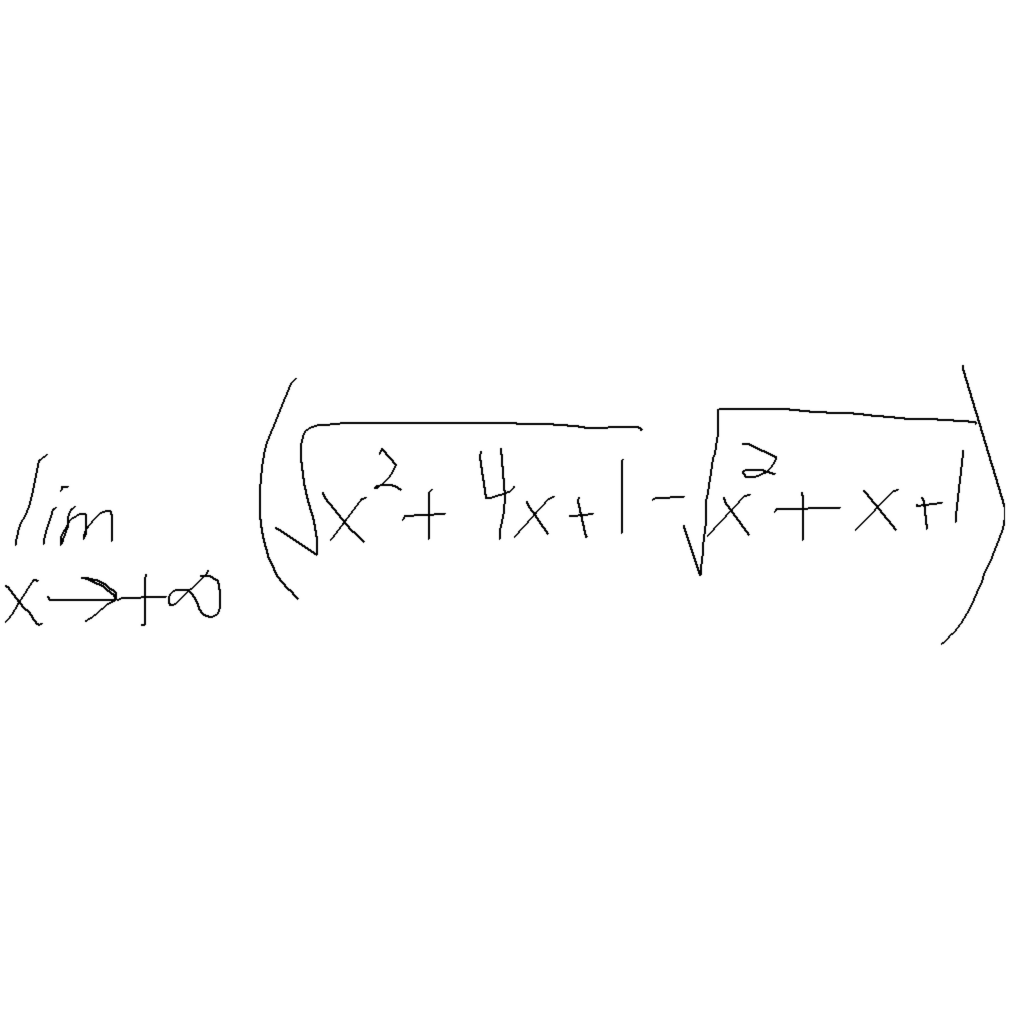 lim x→+∞ (√(x²+4x+1) - √(x²+x+1))